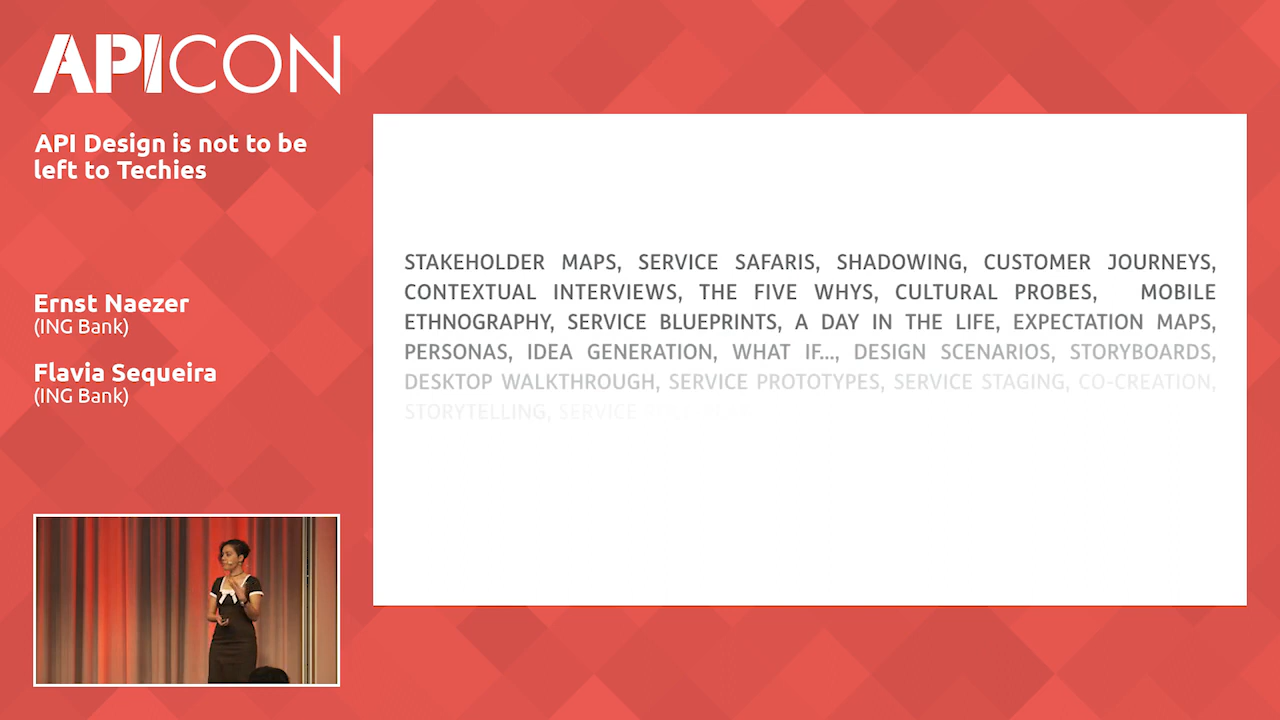 APICON
API Design is not to be
left to Techies
Ernst Naezer
(ING Bank)
Flavia Sequeira
(ING Bank)
STAKEHOLDER MAPS, SERVICE SAFARIS, SHADOWING, CUSTOMER JOURNEYS,
CONTEXTUAL INTERVIEWS, THE FIVE WHYS, CULTURAL PROBES, MOBILE
ETHNOGRAPHY, SERVICE BLUEPRINTS, A DAY IN THE LIFE, EXPECTATION MAPS,
PERSONAS, IDEA GENERATION, WHAT IF..., DESIGN SCENARIOS, STORYBOARDS,
DESKTOP WALKTHROUGH, SERVICE PROTOTYPES, SERVICE STAGING, CO-CREATION,
STORYTELLING, SERVICE